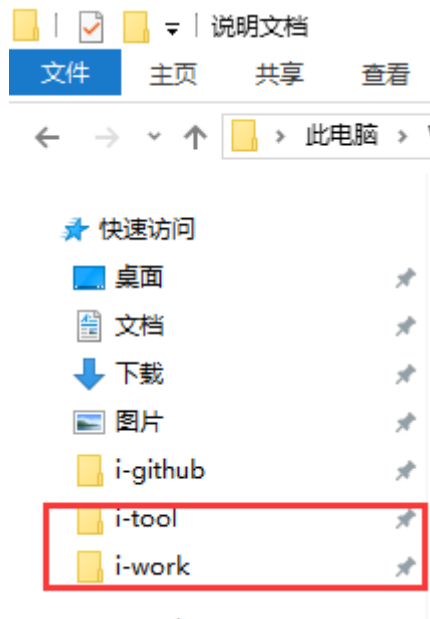 说明文档
文件 主页 共享 查看
此电脑
快速访问
桌面
文档
下载
图片
i-github
i-tool
i-work